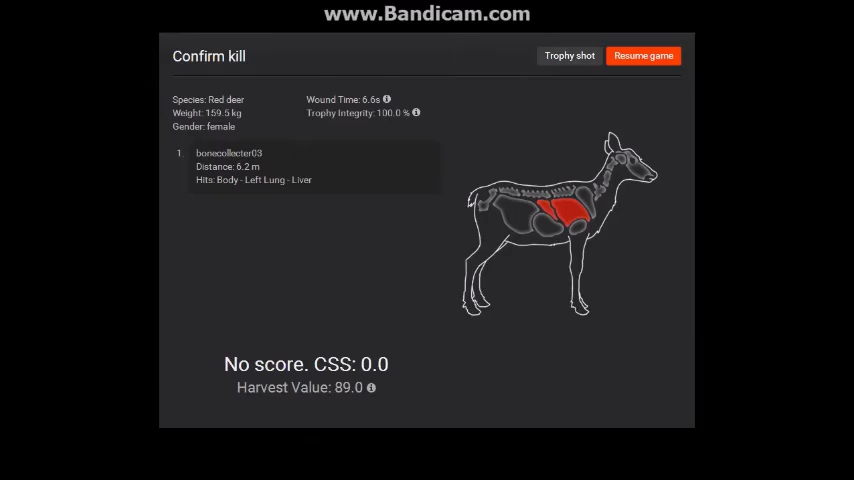 www.Bandicam.com
Confirm kill
Trophy shot
Resume game
Species: Red deer
Weight: 159.5 kg
Gender: female
Wound Time: 6.6s
Trophy Integrity: 100.0 %
1.
bonecollecter03
Distance: 6.2 m
Hits: Body - Left Lung - Liver
No score. CSS: 0.0
Harvest Value: 89.0